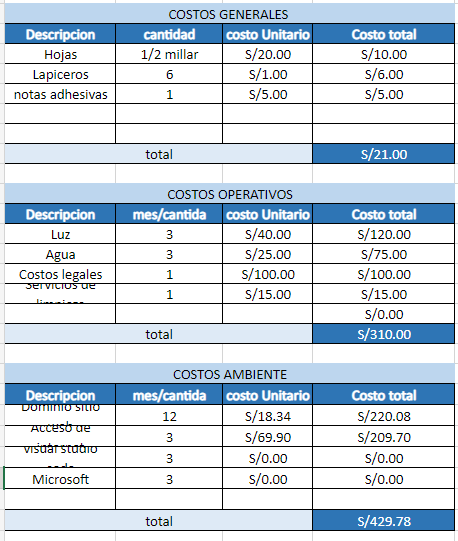 COSTOS GENERALES
Descripcion cantidad costo Unitario Costo total
Hojas 1/2 millar S/20.00 S/10.00
Lapiceros 6 S/1.00 S/6.00
notas adhesivas 1 S/5.00 S/5.00
total S/21.00
COSTOS OPERATIVOS
Descripcion mes/cantida costo Unitario Costo total
Luz 3 S/40.00 S/120.00
Agua 3 S/25.00 S/75.00
Costos legales 1 S/100.00 S/100.00
Servicios de
limpieza 1 S/15.00 S/15.00
S/0.00
total S/310.00
COSTOS AMBIENTE
Descripcion mes/cantida costo Unitario Costo total
Dominio sitio 12 S/18.34 S/220.08
Acceso de 3 S/69.90 S/209.70
visual studio
code 3 S/0.00 S/0.00
Microsoft 3 S/0.00 S/0.00
total S/429.78